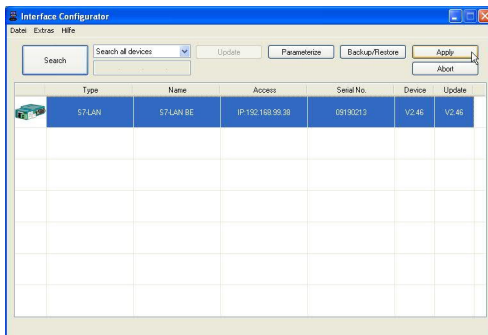 Interface Configurator
Datei Extras Hilfe
Search
Search all devices
Update
Parameterize
Backup/Restore
Apply
Abort
Type Name Access Serial No. Device Update
S7-LAN S7-LAN BE IP:192.168.99.38 09190213 V2.46 V2.46